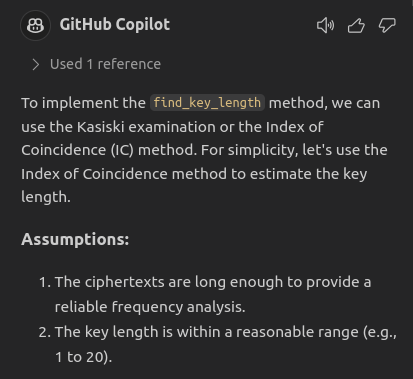 GitHub Copilot
Used 1 reference
To implement the find_key_length method, we can
use the Kasiski examination or the Index of
Coincidence (IC) method. For simplicity, let's use the
Index of Coincidence method to estimate the key
length.
Assumptions:
1. The ciphertexts are long enough to provide a
reliable frequency analysis.
2. The key length is within a reasonable range (e.g.,
1 to 20).